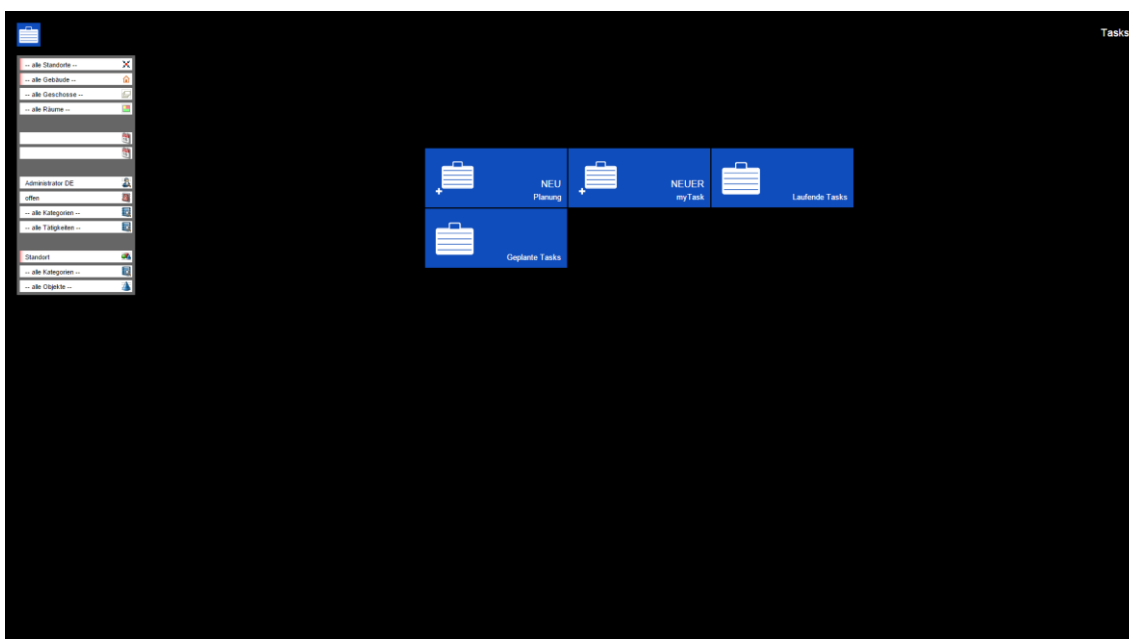 Tasks
-- alle Standorte --
-- alle Gebäude --
-- alle Geschosse --
-- alle Räume --
Administrator DE
offen
-- alle Kategorien --
-- alle Tätigkeiten --
Standort
-- alle Kategorien --
-- alle Objekte --
NEU
Planung
NEUER
myTask
Laufende Tasks
Geplante Tasks